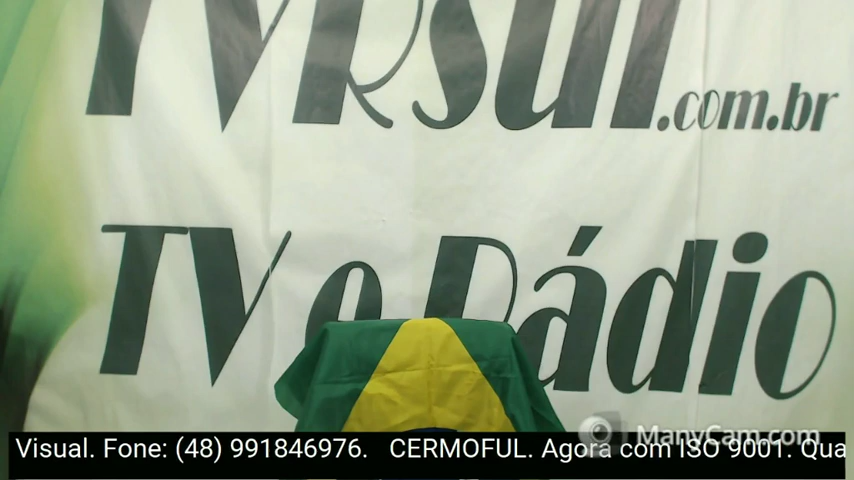 TVRsul.com.br
TV e Rádio
ManyCam.com
Visual. Fone: (48) 991846976. CERMOFUL. Agora com ISO 9001. Qua